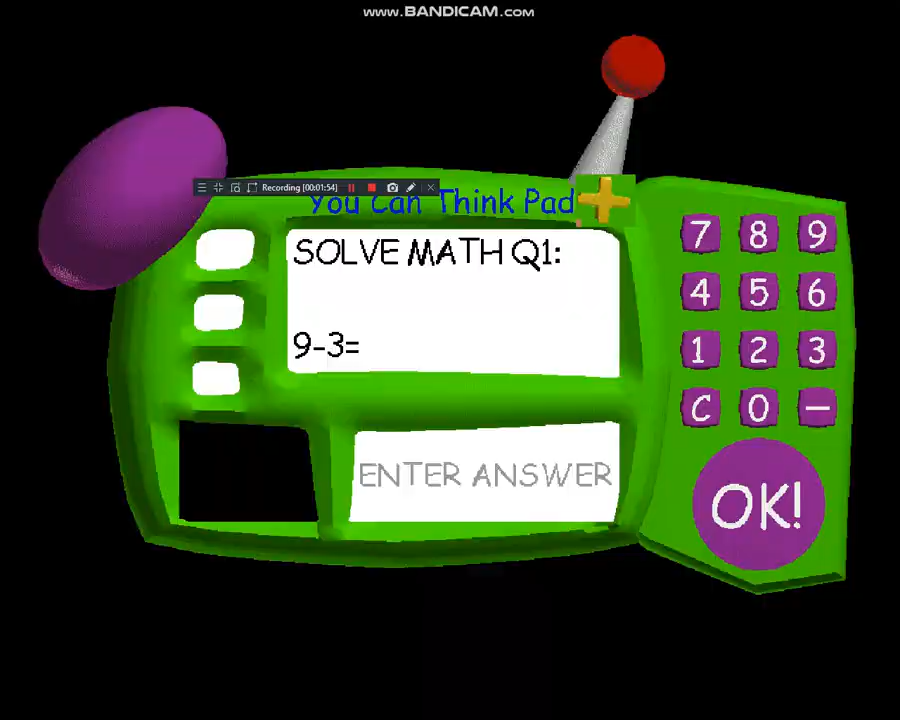 www.BANDICAM.com
Recording [00:01:54]
You Can Think Pad
SOLVE MATH Q1:
9-3=
ENTER ANSWER
7 8 9
4 5 6
1 2 3
C 0 -
OK!